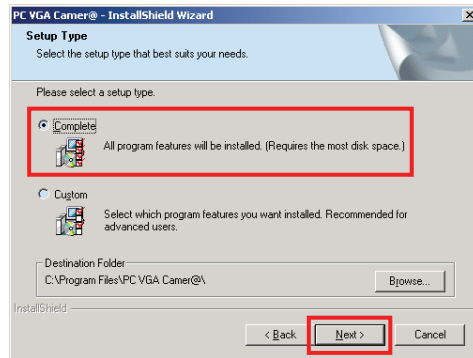 PC VGA Camer@ - InstallShield Wizard
Setup Type
Select the setup type that best suits your needs.
Please select a setup type.
Complete
All program features will be installed. (Requires the most disk space.)
Custom
Select which program features you want installed. Recommended for
advanced users.
Destination Folder
C:\Program Files\PC VGA Camer@\
Browse...
InstallShield
< Back
Next >
Cancel